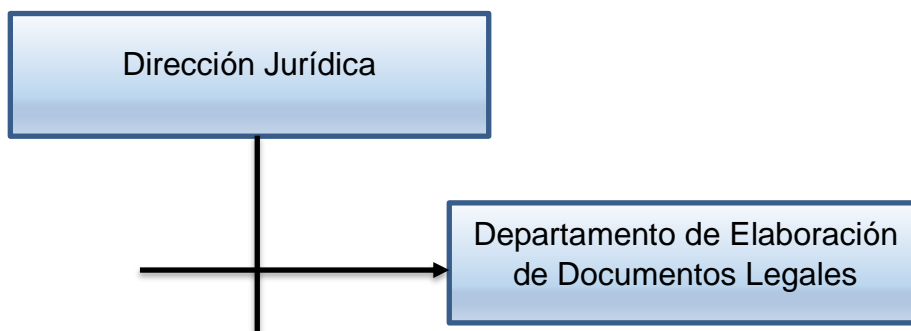 Dirección Jurídica
Departamento de Elaboración
de Documentos Legales